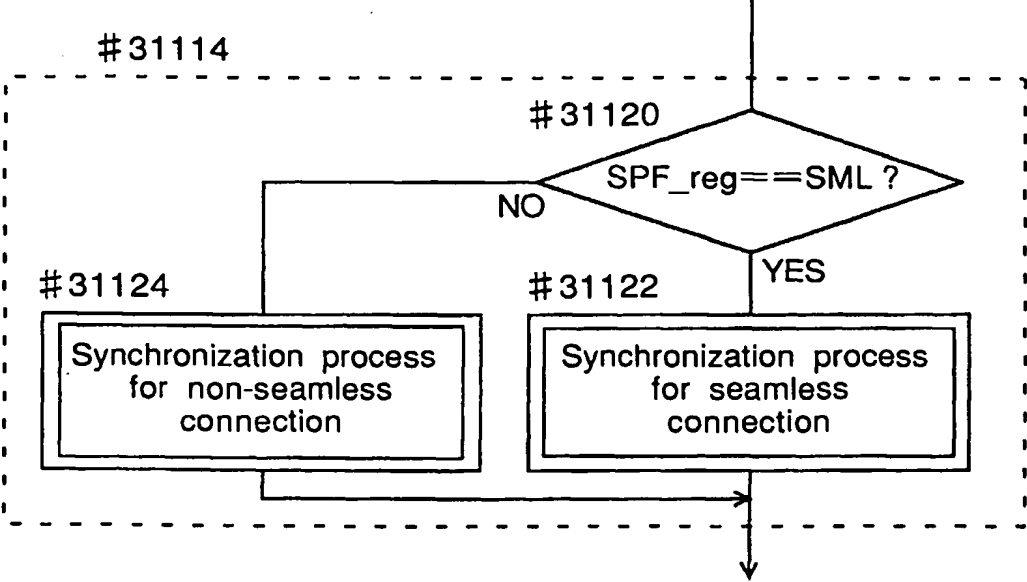 #31114
#31120
SPF_reg==SML ?
NO
YES
#31124
#31122
Synchronization process
for non-seamless
connection
Synchronization process
for seamless
connection